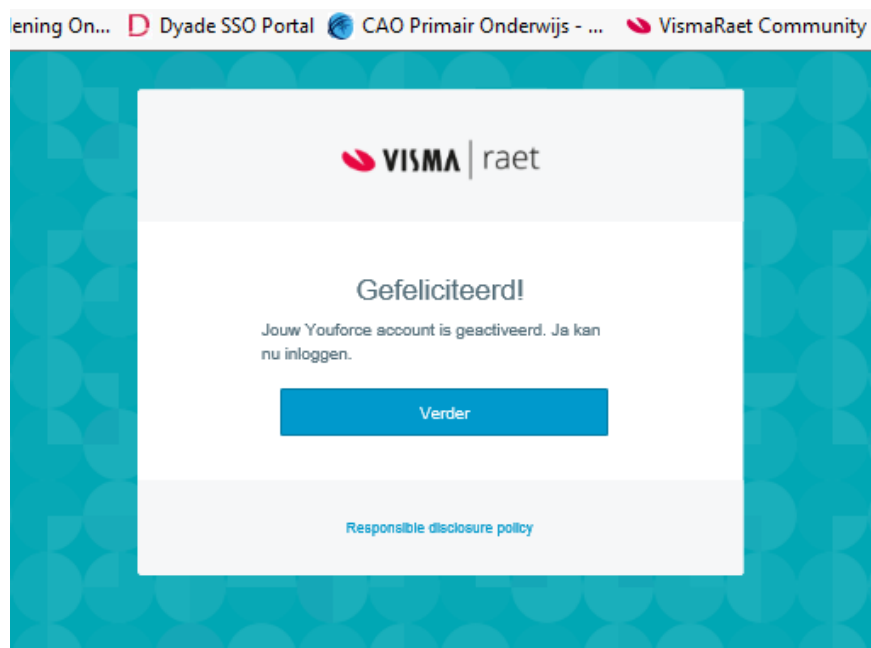 ening On... Dyade SSO Portal CAO Primair Onderwijs - ... VismaRaet Community
VISMA raet
Gefeliciteerd!
Jouw Youforce account is geactiveerd. Ja kan
nu inloggen.
Verder
Responsible disclosure policy